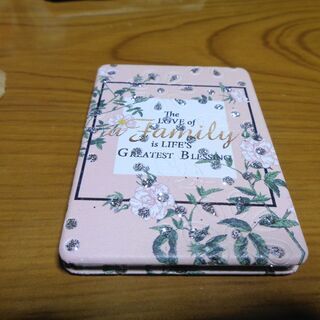 The
LOVE of
a Family
is LIFE'S
GREATEST BLESSING